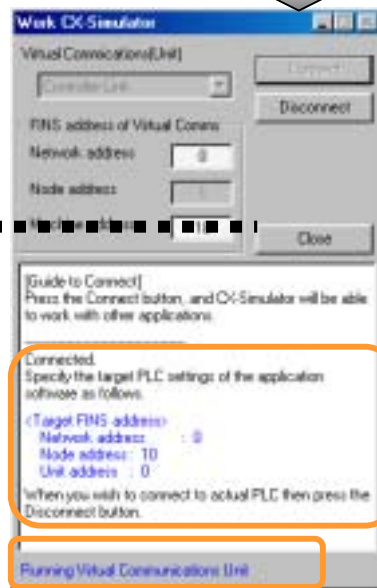 Work CX-Simulator
Virtual Comnications(Unit)
Controller Link
Connect
Disconnect
FINS address of Virtual Comms
Network address 0
Node address
address
Close
[Guide to Connect]
Press the Connect button, and CX-Simulator will be able
to work with other applications.
--------------------
Connected.
Specify the target PLC settings of the application
software as follows.
<Target FINS address>
Network address : 0
Node address : 10
Unit address : 0
When you wish to connect to actual PLC then press the
Disconnect button.
Running Virtual Communications Unit